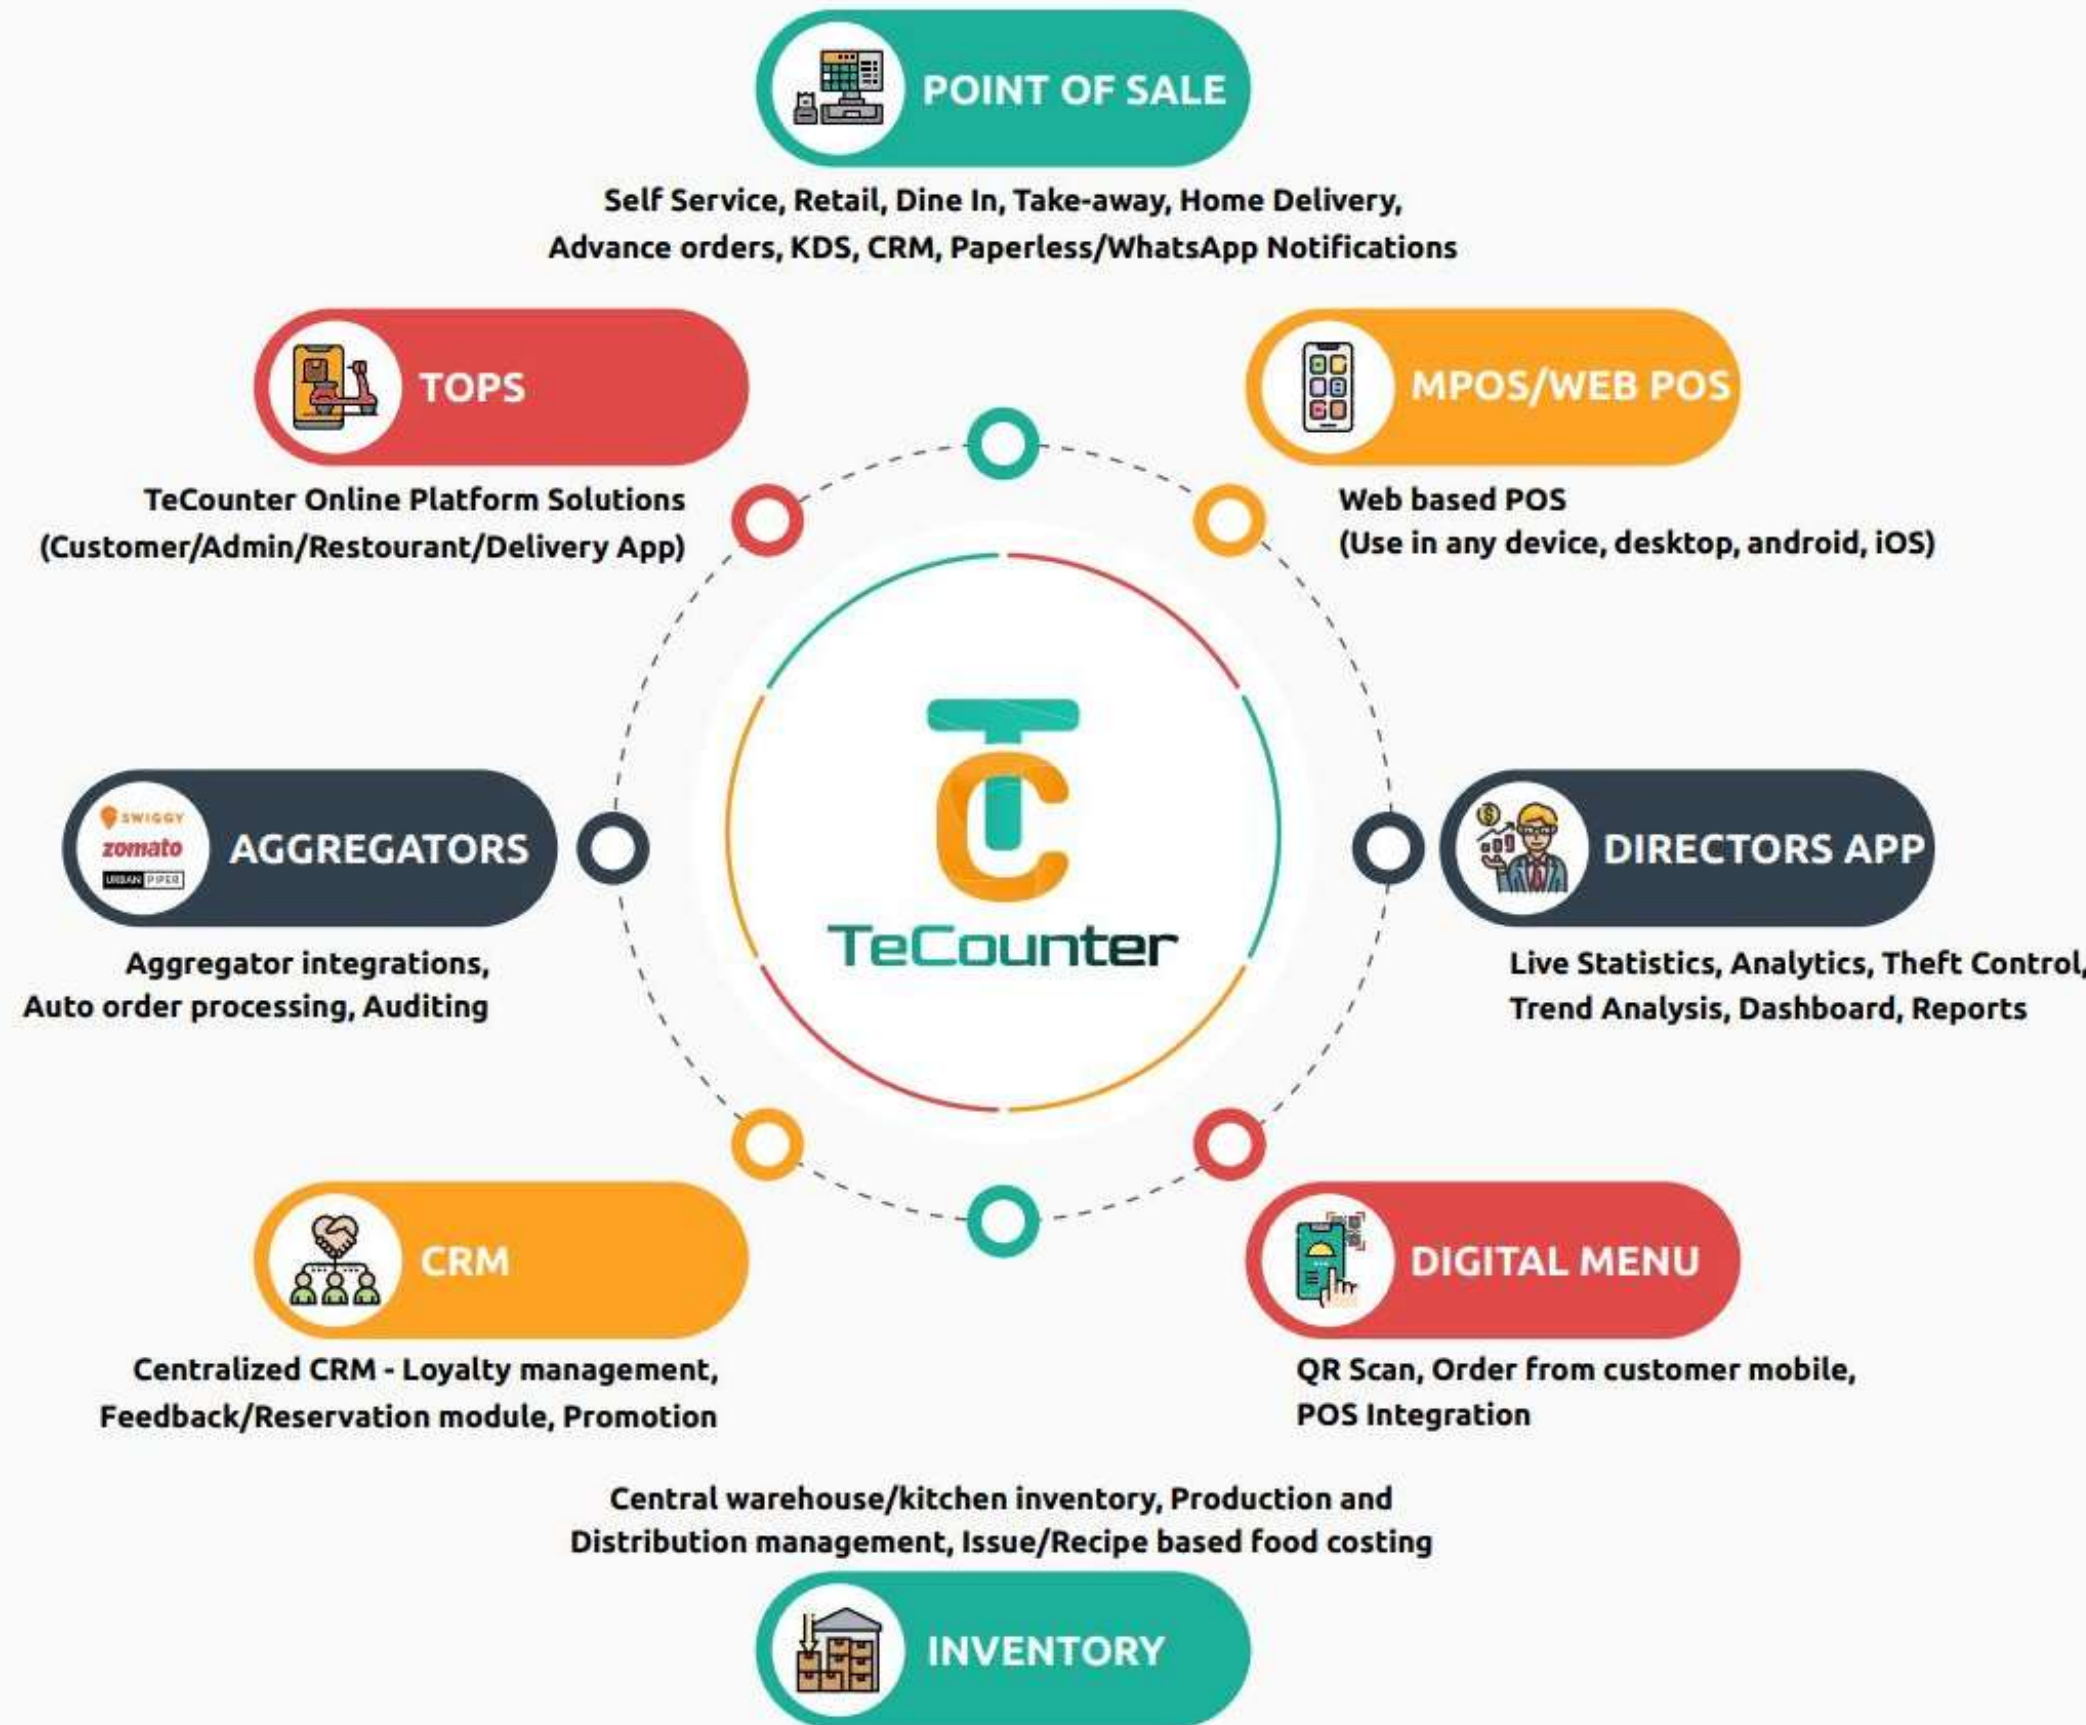 POINT OF SALE
Self Service, Retail, Dine In, Take-away, Home Delivery,
Advance orders, KDS, CRM, Paperless/WhatsApp Notifications
TOPS
TeCounter Online Platform Solutions
(Customer/Admin/Restourant/Delivery App)
MPOS/WEB POS
Web based POS
(Use in any device, desktop, android, iOS)
SWIGGY
zomato
URBAN PIPER
AGGREGATORS
Aggregator integrations,
Auto order processing, Auditing
TC
TeCounter
DIRECTORS APP
Live Statistics, Analytics, Theft Control,
Trend Analysis, Dashboard, Reports
CRM
Centralized CRM - Loyalty management,
Feedback/Reservation module, Promotion
DIGITAL MENU
QR Scan, Order from customer mobile,
POS Integration
Central warehouse/kitchen inventory, Production and
Distribution management, Issue/Recipe based food costing
INVENTORY